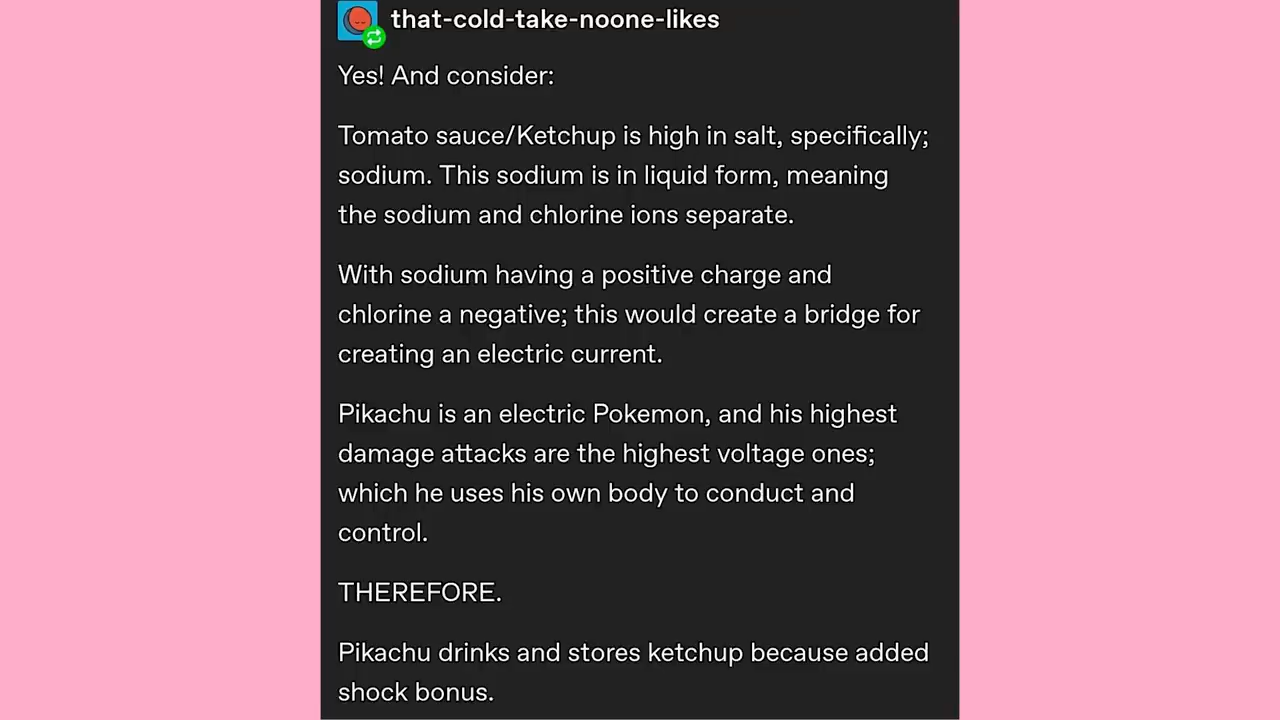 that-cold-take-noone-likes
Yes! And consider:
Tomato sauce/Ketchup is high in salt, specifically;
sodium. This sodium is in liquid form, meaning
the sodium and chlorine ions separate.
With sodium having a positive charge and
chlorine a negative; this would create a bridge for
creating an electric current.
Pikachu is an electric Pokemon, and his highest
damage attacks are the highest voltage ones;
which he uses his own body to conduct and
control.
THEREFORE.
Pikachu drinks and stores ketchup because added
shock bonus.